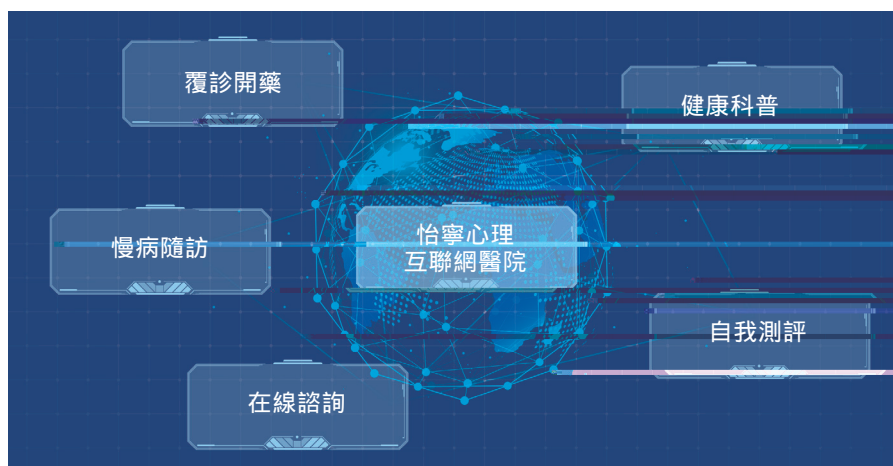 覆診開藥
健康科普
慢病隨訪
怡寧心理
互聯網醫院
自我測評
在線諮詢